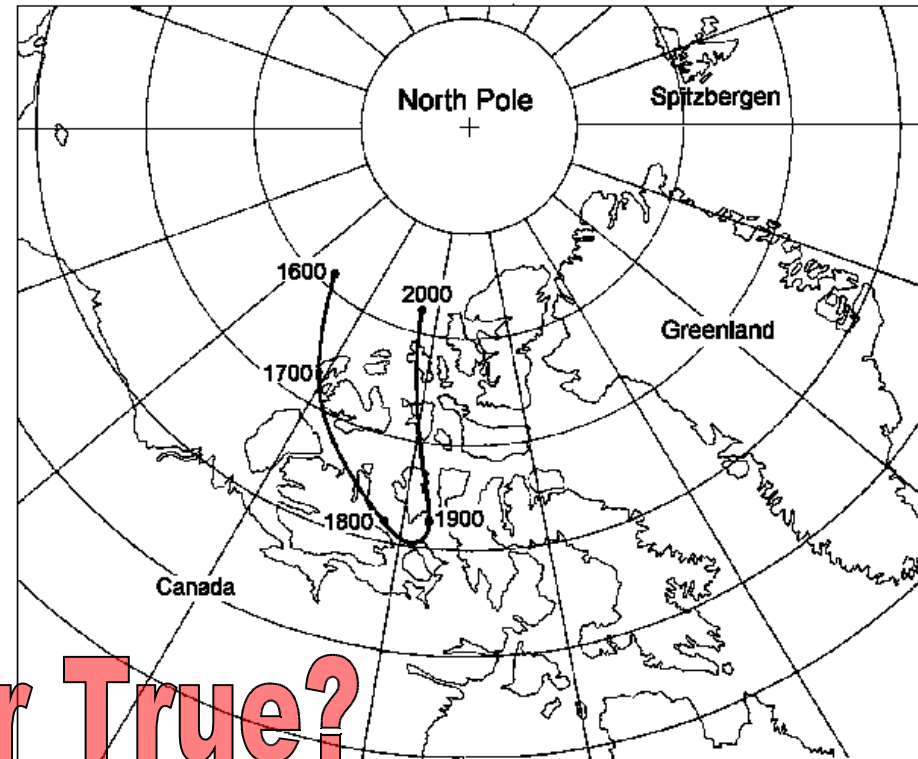 North Pole
Spitzbergen
1600
2000
Greenland
1700
1800
1900
Canada
r True?